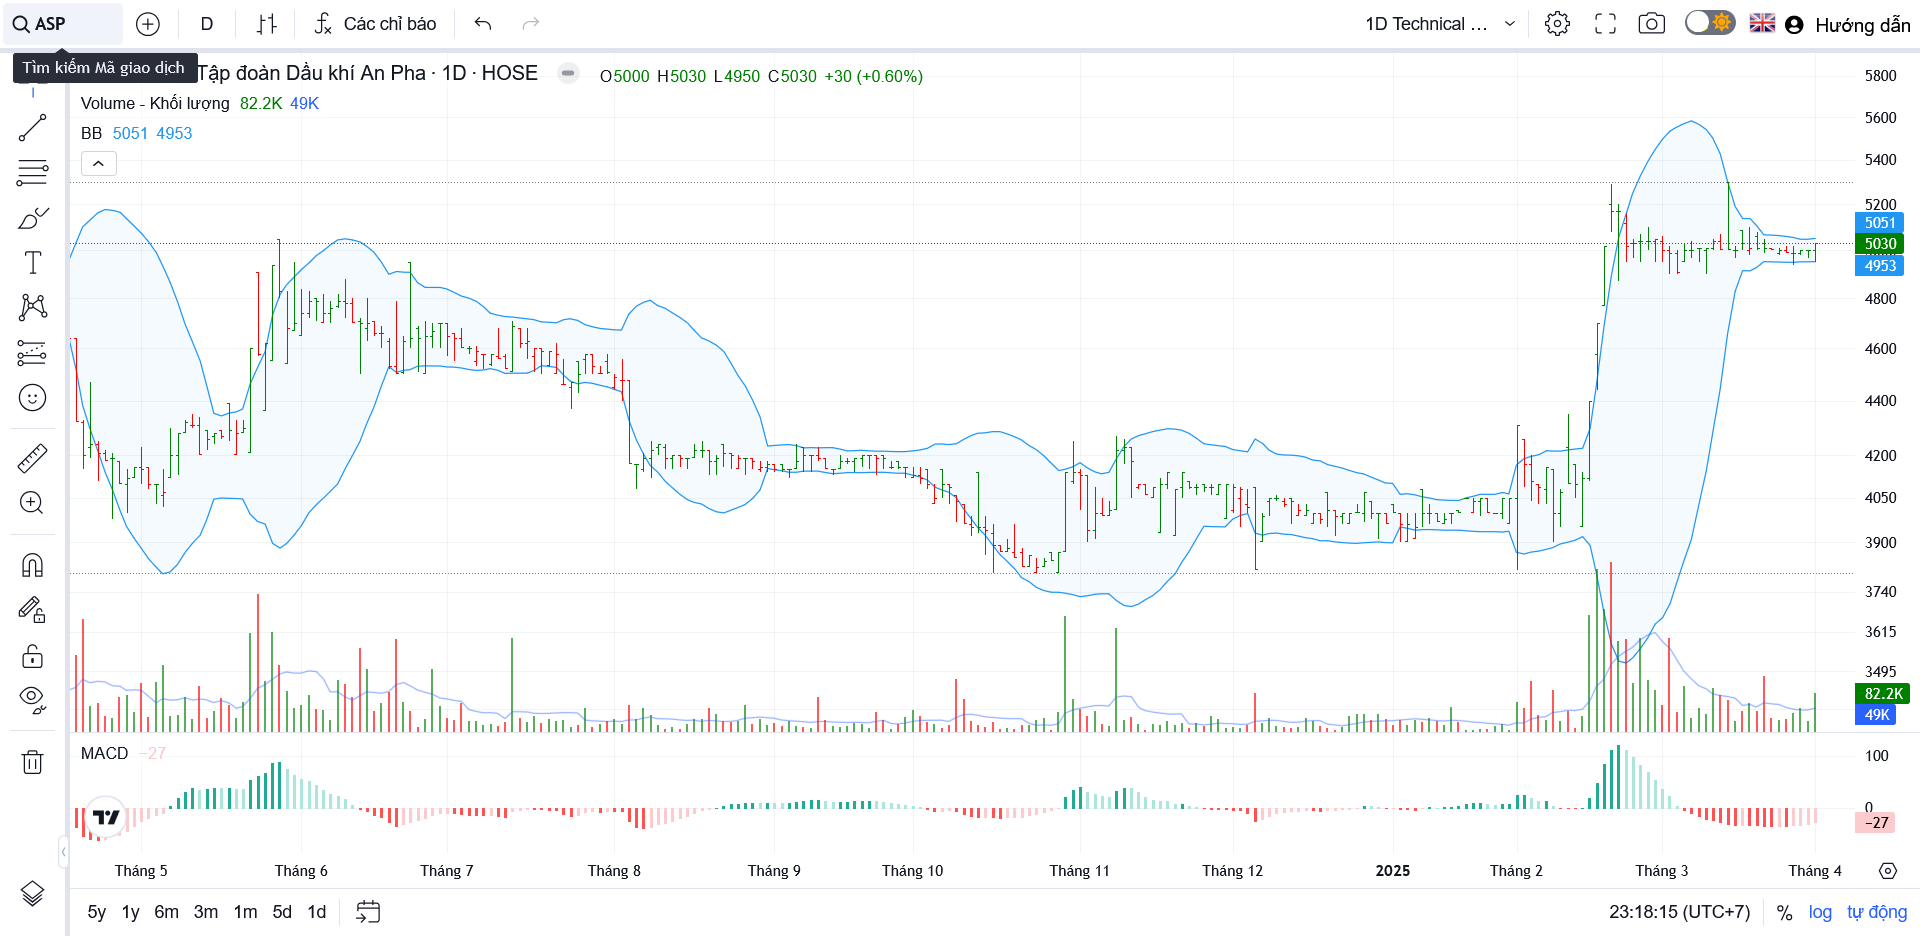 ASP
D
Các chỉ báo
1D Technical ...
Hướng dẫn
Tìm kiếm Mã giao dịch
Tập đoàn Dầu khí An Pha · 1D · HOSE
O5000 H5030 L4950 C5030 +30 (+0.60%)
Volume - Khối lượng 82.2K 49K
BB 5051 4953
5800
5600
5400
5200
5051
5030
4953
4800
4600
4400
4200
4050
3900
3740
3615
3495
82.2K
49K
MACD −27
100
0
−27
Tháng 5 Tháng 6 Tháng 7 Tháng 8 Tháng 9 Tháng 10 Tháng 11 Tháng 12 2025 Tháng 2 Tháng 3 Tháng 4
5y 1y 6m 3m 1m 5d 1d
23:18:15 (UTC+7) % log tự động